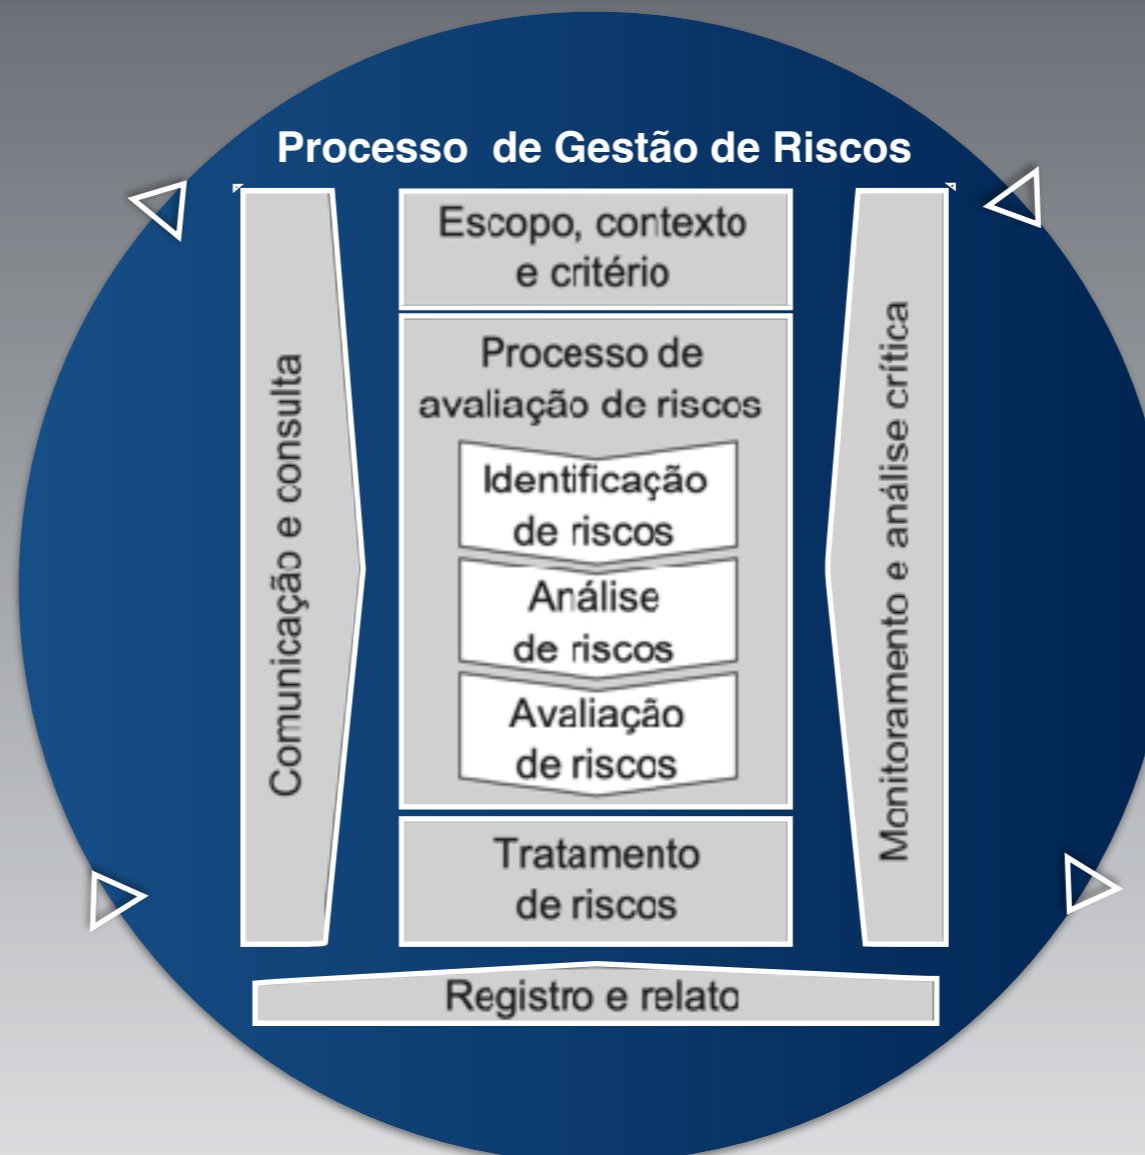 Processo de Gestão de Riscos
Comunicação e consulta
Escopo, contexto
e critério
Processo de
avaliação de riscos
Identificação
de riscos
Análise
de riscos
Avaliação
de riscos
Tratamento
de riscos
Monitoramento e análise crítica
Registro e relato